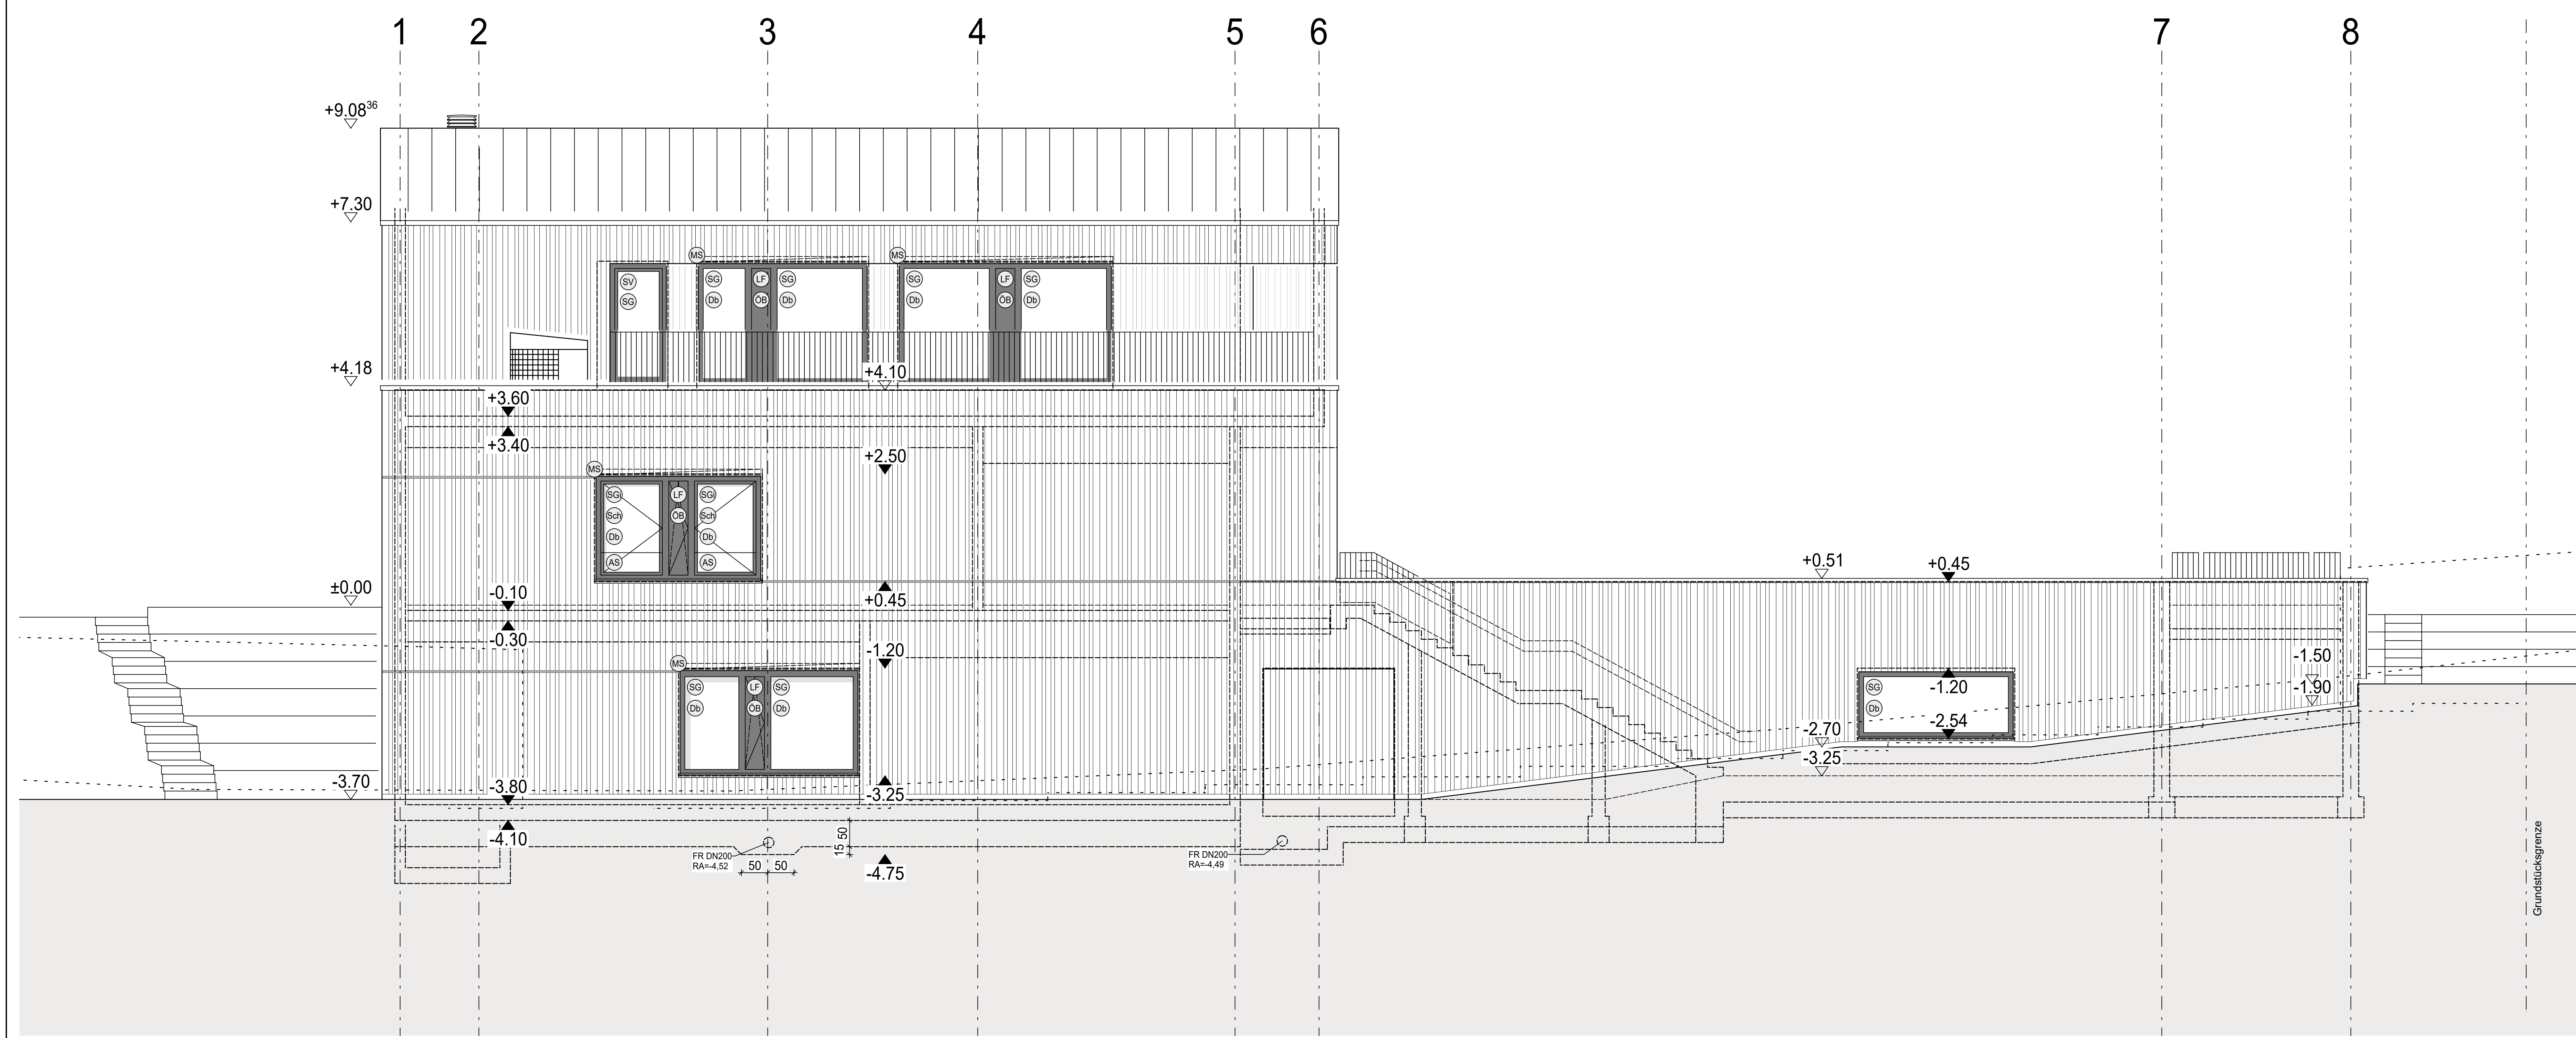 1 2 3 4 5 6 7 8
+9.08³⁶
+7.30
MS MS
SV SG LF SG SG LF SG
SG Db ÖB Db Db ÖB Db
+4.18
+4.10
+3.60
+3.40
+2.50
MS
SG LF SG
Sch ÖB Sch
Db Db
AS AS
+0.51
+0.45
±0.00
-0.10
+0.45
-0.30
-1.20
-1.50
MS
SG LF SG
Db ÖB Db
SG
Db
-1.20
-1.90
-2.54
-2.70
-3.25
-3.70
-3.80
-3.25
-4.10
15 50
FR DN200
RA=-4,52
50 50
-4.75
FR DN200
RA=-4,49
Grundstücksgrenze